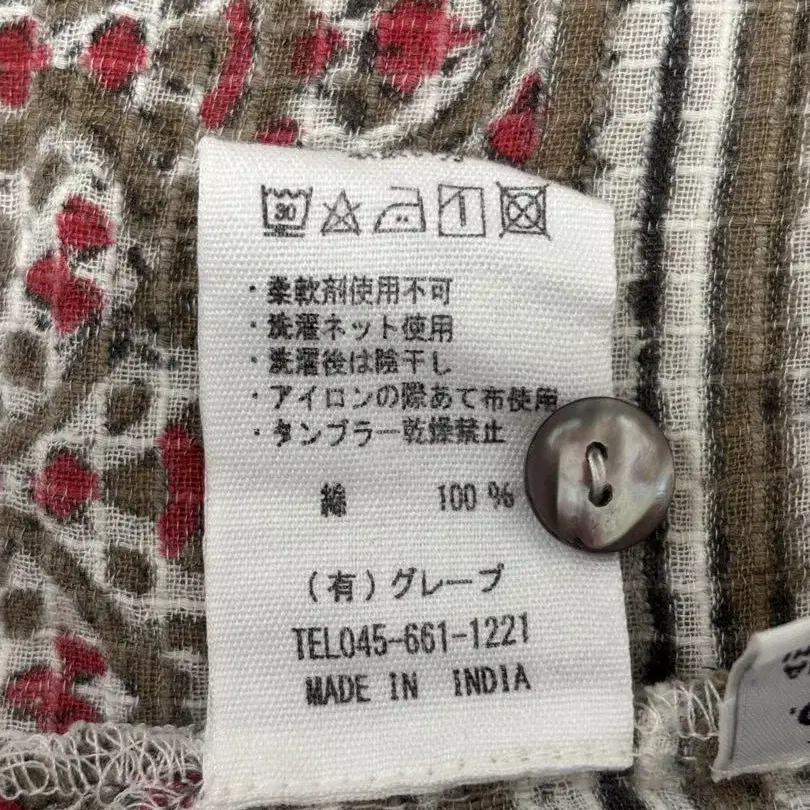 30
・柔軟剤使用不可
・洗濯ネット使用
・洗濯後は陰干し
・アイロンの際あて布使用
・タンブラー乾燥禁止
綿 100%
(有)グレープ
TEL045-661-1221
MADE IN INDIA